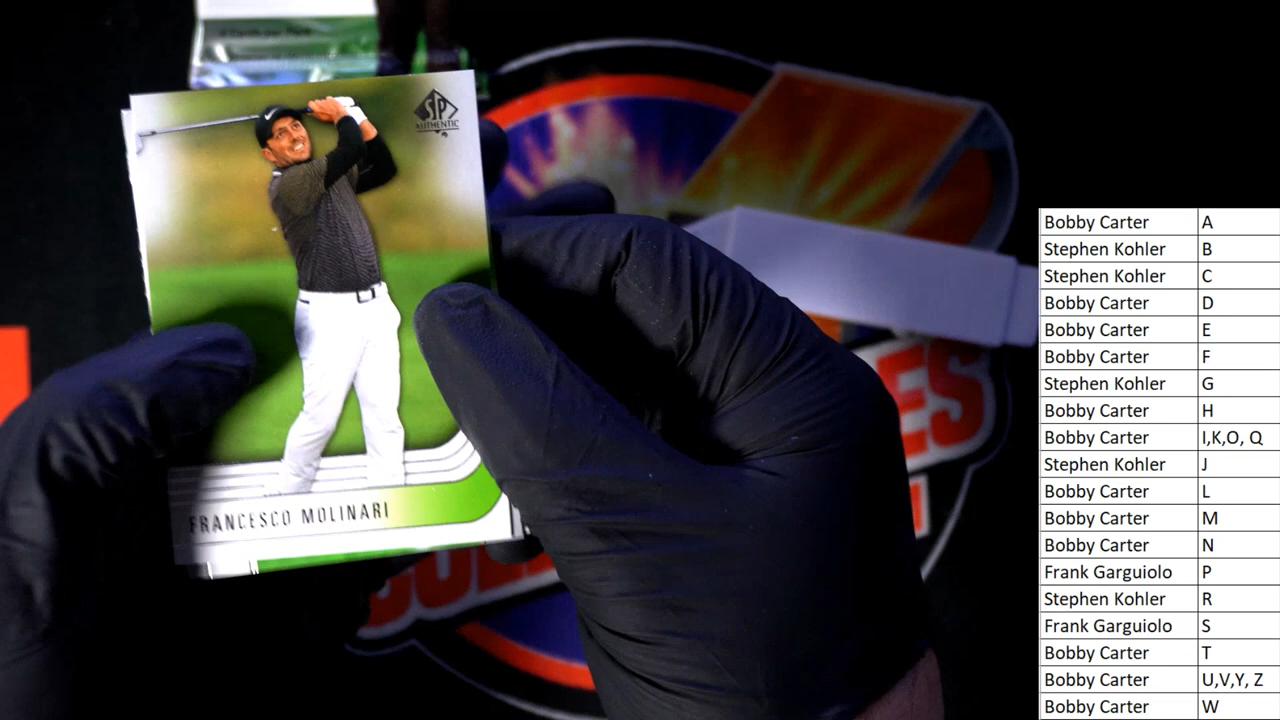 SP
AUTHENTIC
FRANCESCO MOLINARI
Bobby Carter A
Stephen Kohler B
Stephen Kohler C
Bobby Carter D
Bobby Carter E
Bobby Carter F
Stephen Kohler G
Bobby Carter H
Bobby Carter I,K,O, Q
Stephen Kohler J
Bobby Carter L
Bobby Carter M
Bobby Carter N
Frank Garguiolo P
Stephen Kohler R
Frank Garguiolo S
Bobby Carter T
Bobby Carter U,V,Y, Z
Bobby Carter W